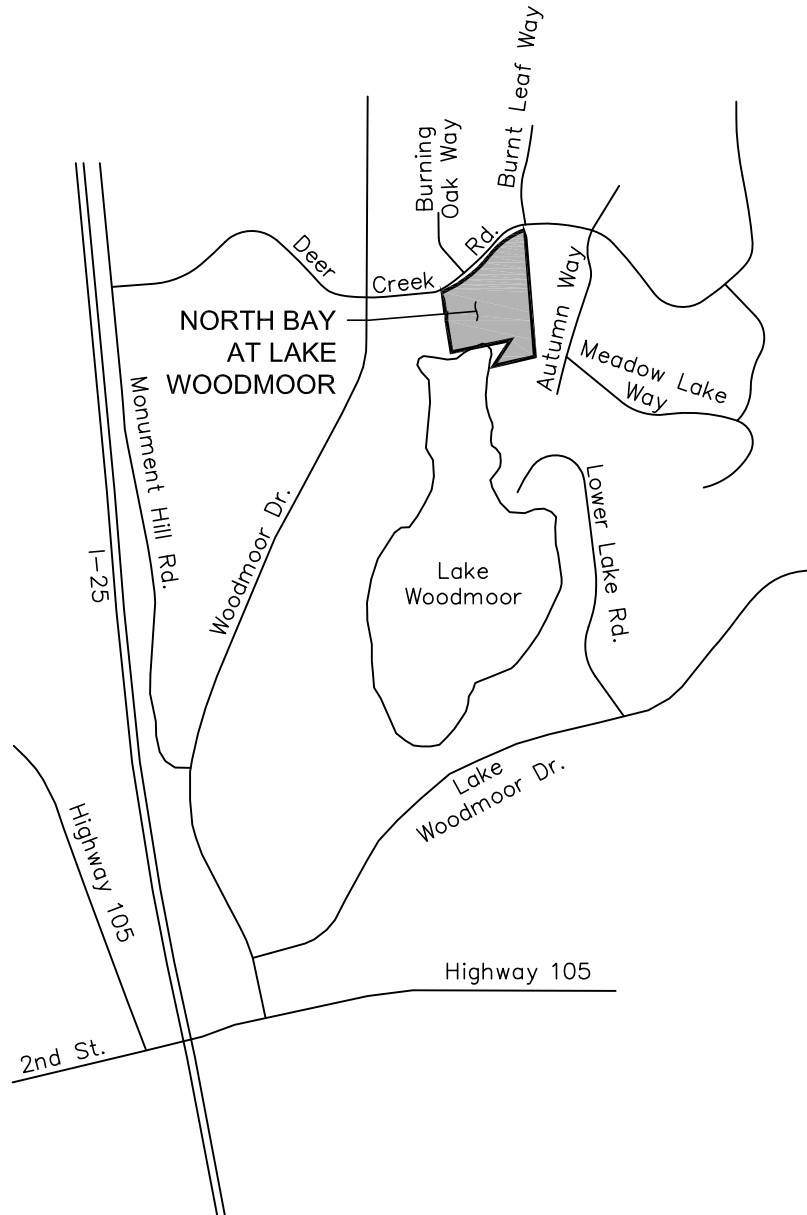 Burnt Leaf Way
Burning
Oak Way
Deer
Creek
Rd.
NORTH BAY
AT LAKE
WOODMOOR
Autumn Way
Meadow Lake
Way
Monument Hill Rd.
Woodmoor Dr.
I-25
Lower Lake Rd.
Lake
Woodmoor
Lake
Woodmoor Dr.
Highway 105
Highway 105
2nd St.